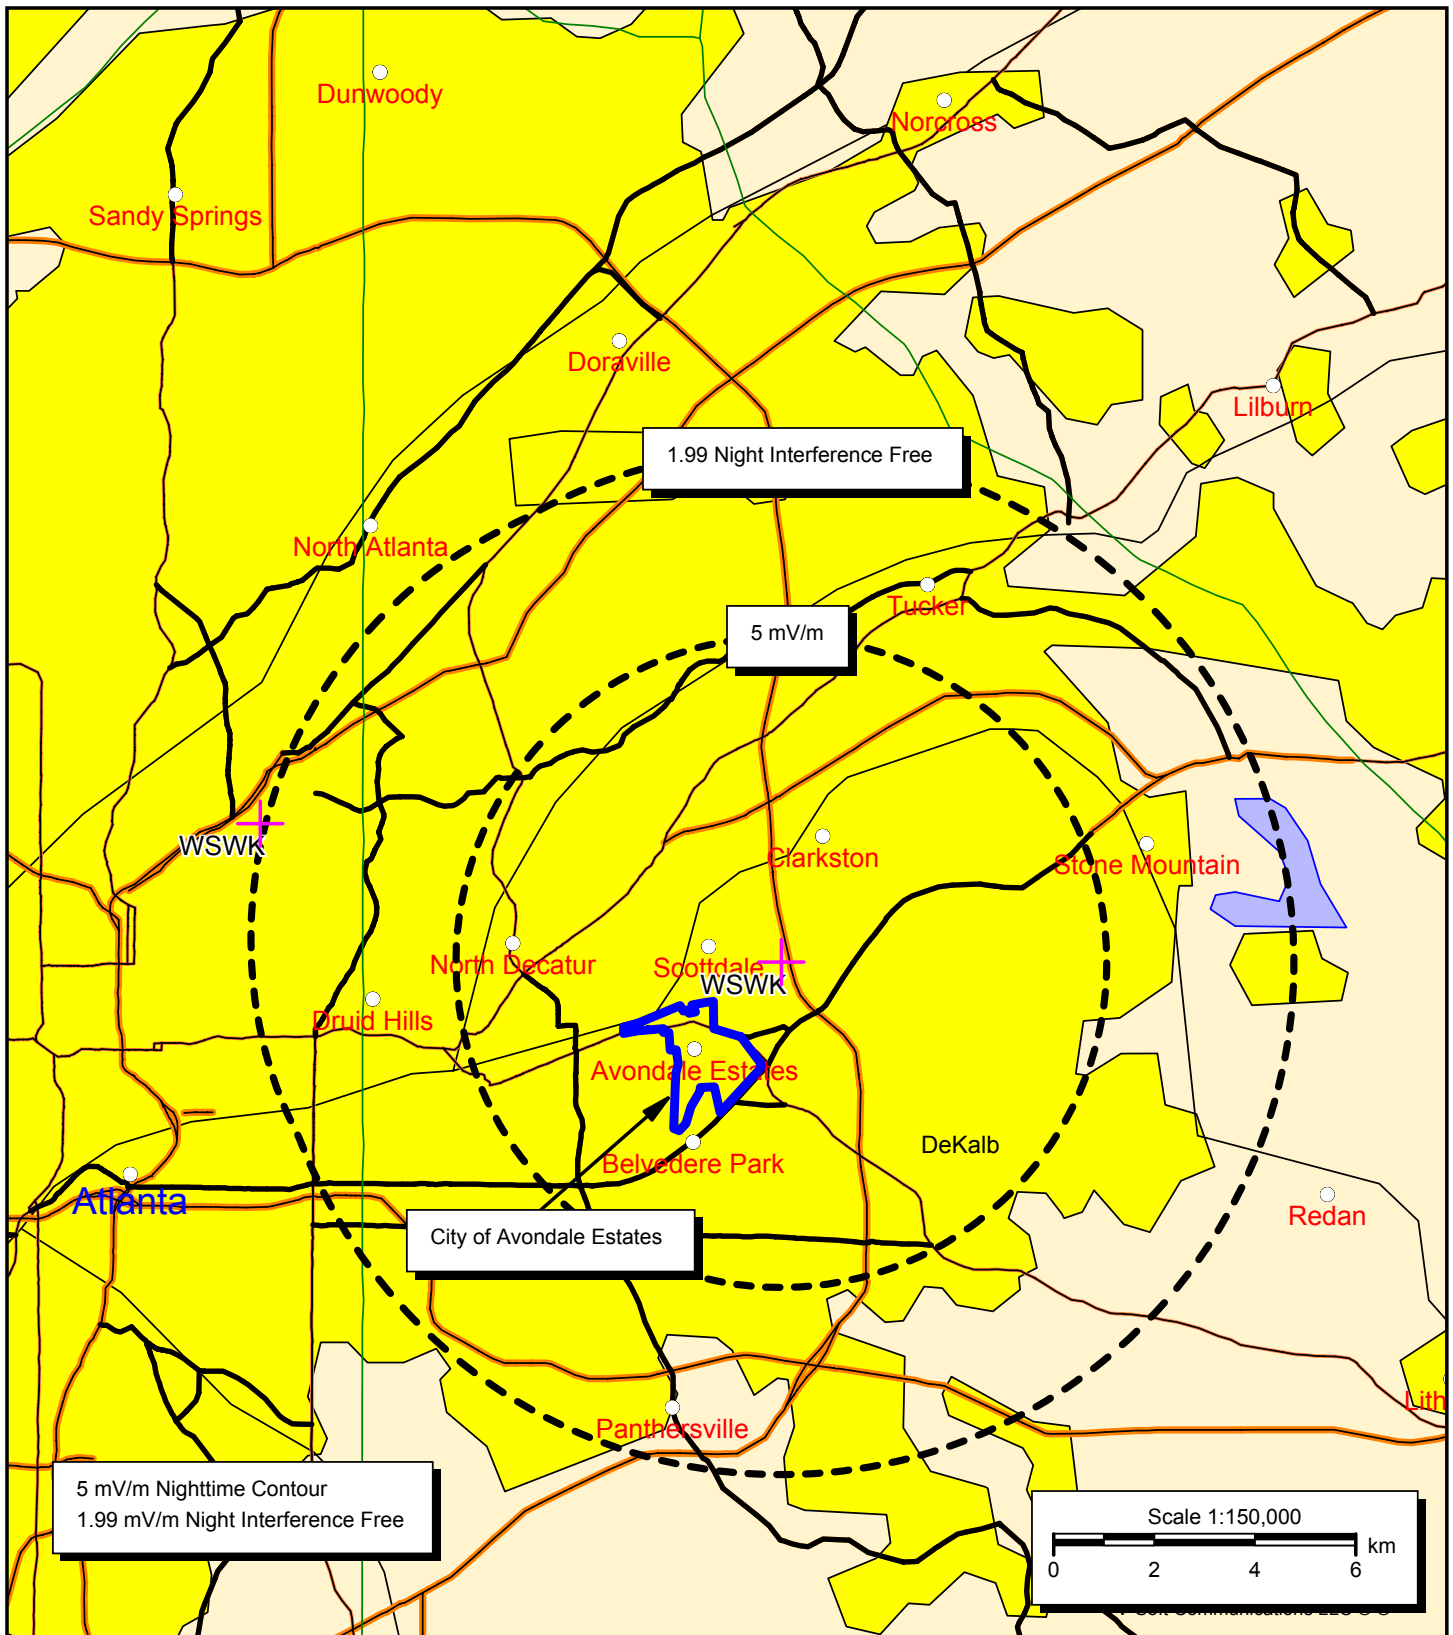 Dunwoody
Norcross
Sandy Springs
Doraville
Lilburn
1.99 Night Interference Free
North Atlanta
Tucker
5 mV/m
WSWK
Clarkston
Stone Mountain
North Decatur
Scottdale
WSWK
Druid Hills
Avondale Estates
DeKalb
Belvedere Park
Atlanta
Redan
City of Avondale Estates
Lith
Panthersville
5 mV/m Nighttime Contour
1.99 mV/m Night Interference Free
Scale 1:150,000
km
0 2 4 6